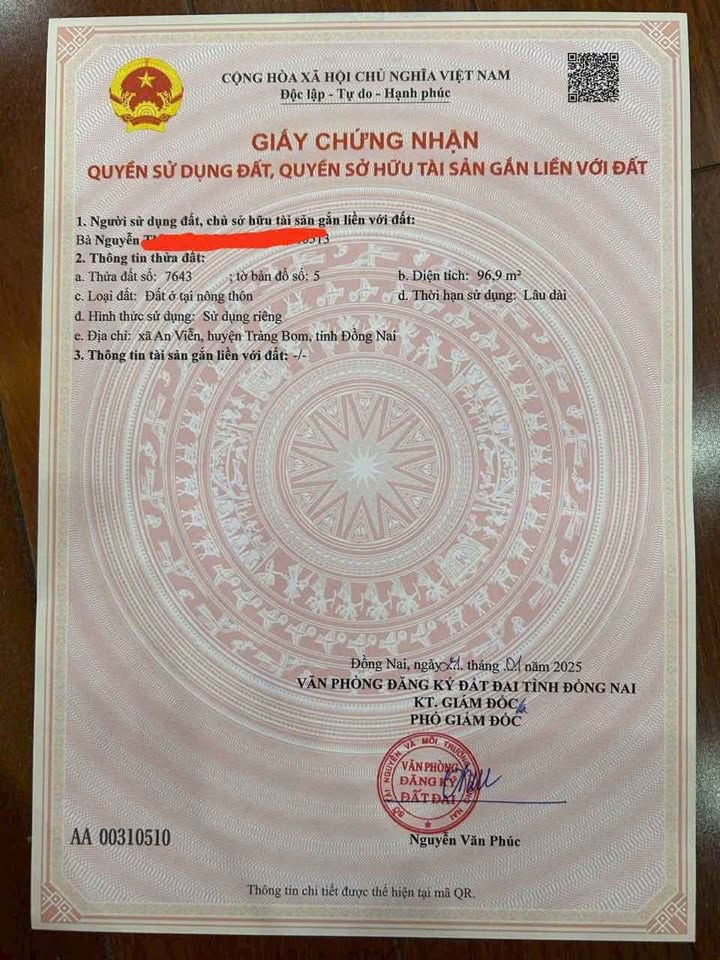 CỘNG HÒA XÃ HỘI CHỦ NGHĨA VIỆT NAM
Độc lập - Tự do - Hạnh phúc
GIẤY CHỨNG NHẬN
QUYỀN SỬ DỤNG ĐẤT, QUYỀN SỞ HỮU TÀI SẢN GẮN LIỀN VỚI ĐẤT
1. Người sử dụng đất, chủ sở hữu tài sản gắn liền với đất:
Bà Nguyễn
2. Thông tin thửa đất:
a. Thửa đất số: 7643 ; tờ bản đồ số: 5 b. Diện tích: 96,9 m²
c. Loại đất: Đất ở tại nông thôn d. Thời hạn sử dụng: Lâu dài
đ. Hình thức sử dụng: Sử dụng riêng
e. Địa chỉ: xã An Viễn, huyện Trảng Bom, tỉnh Đồng Nai
3. Thông tin tài sản gắn liền với đất: -/-
Đồng Nai, ngày 21 tháng 01 năm 2025
VĂN PHÒNG ĐĂNG KÝ ĐẤT ĐAI TỈNH ĐỒNG NAI
KT. GIÁM ĐỐC
PHÓ GIÁM ĐỐC
VĂN PHÒNG
ĐĂNG KÝ
ĐẤT ĐAI
Nguyễn Văn Phúc
AA 00310510
Thông tin chi tiết được thể hiện tại mã QR.